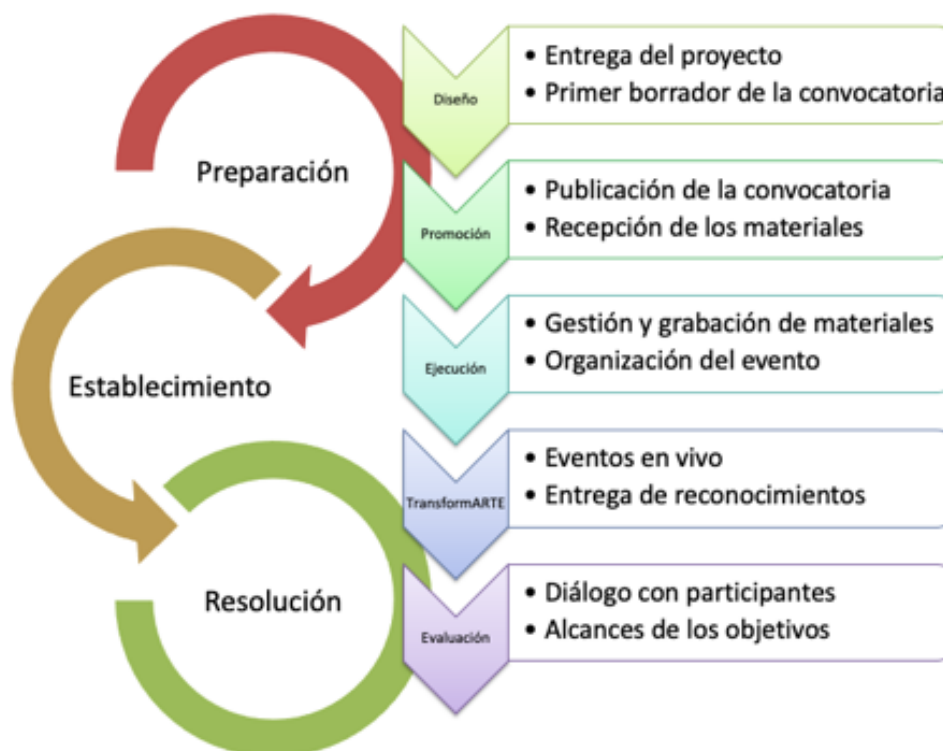 Preparación
Establecimiento
Resolución
Diseño
• Entrega del proyecto
• Primer borrador de la convocatoria
Promoción
• Publicación de la convocatoria
• Recepción de los materiales
Ejecución
• Gestión y grabación de materiales
• Organización del evento
TransformARTE
• Eventos en vivo
• Entrega de reconocimientos
Evaluación
• Diálogo con participantes
• Alcances de los objetivos